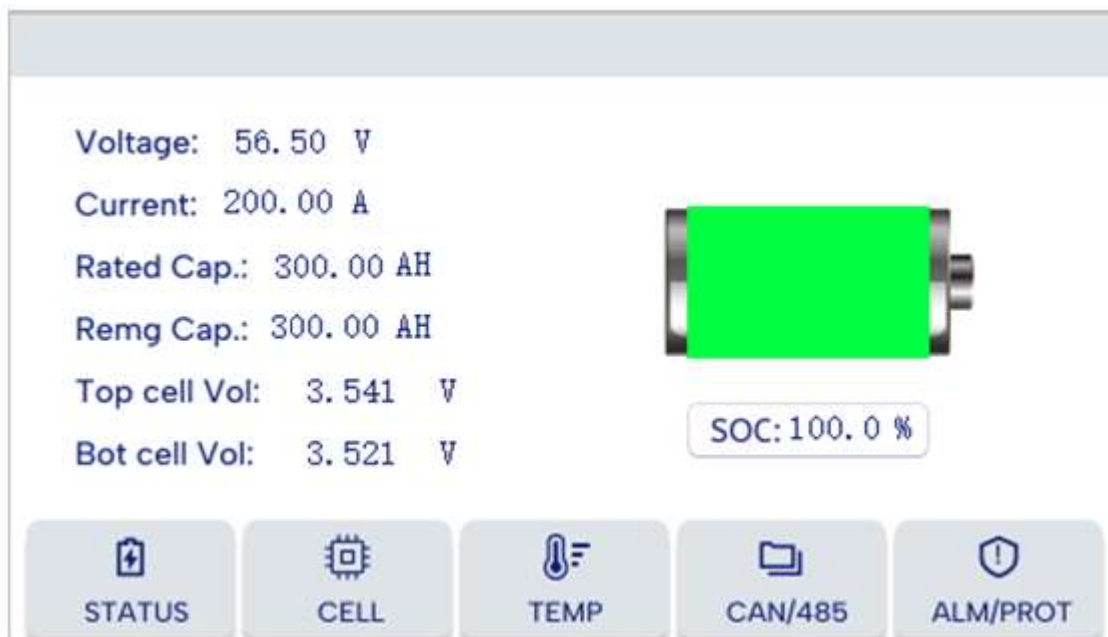 Voltage: 56.50 V
Current: 200.00 A
Rated Cap.: 300.00 AH
Remg Cap.: 300.00 AH
Top cell Vol: 3.541 V
Bot cell Vol: 3.521 V
SOC: 100.0 %
STATUS
CELL
TEMP
CAN/485
ALM/PROT